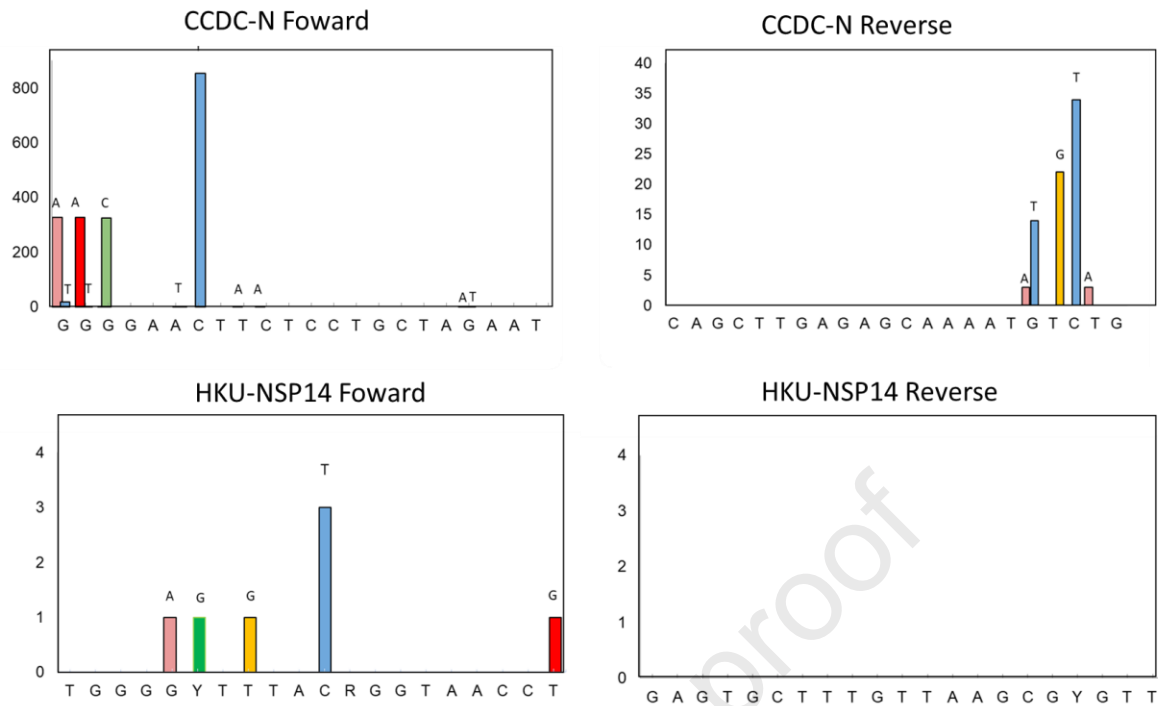 CCDC-N Foward
800
600
400
200
0
A A C
T T T A A A T
G G G G A A C T T C T C C T G C T A G A A T
CCDC-N Reverse
40
35
30
25
20
15
10
5
0
T
G
T
A A
C A G C T T G A G A G C A A A A T G T C T G
HKU-NSP14 Foward
4
3
2
1
0
T
A G G G
T G G G G Y T T T A C R G G T A A C C T
HKU-NSP14 Reverse
4
3
2
1
0
G A G T G C T T T G T T A A G C G Y G T T
proof